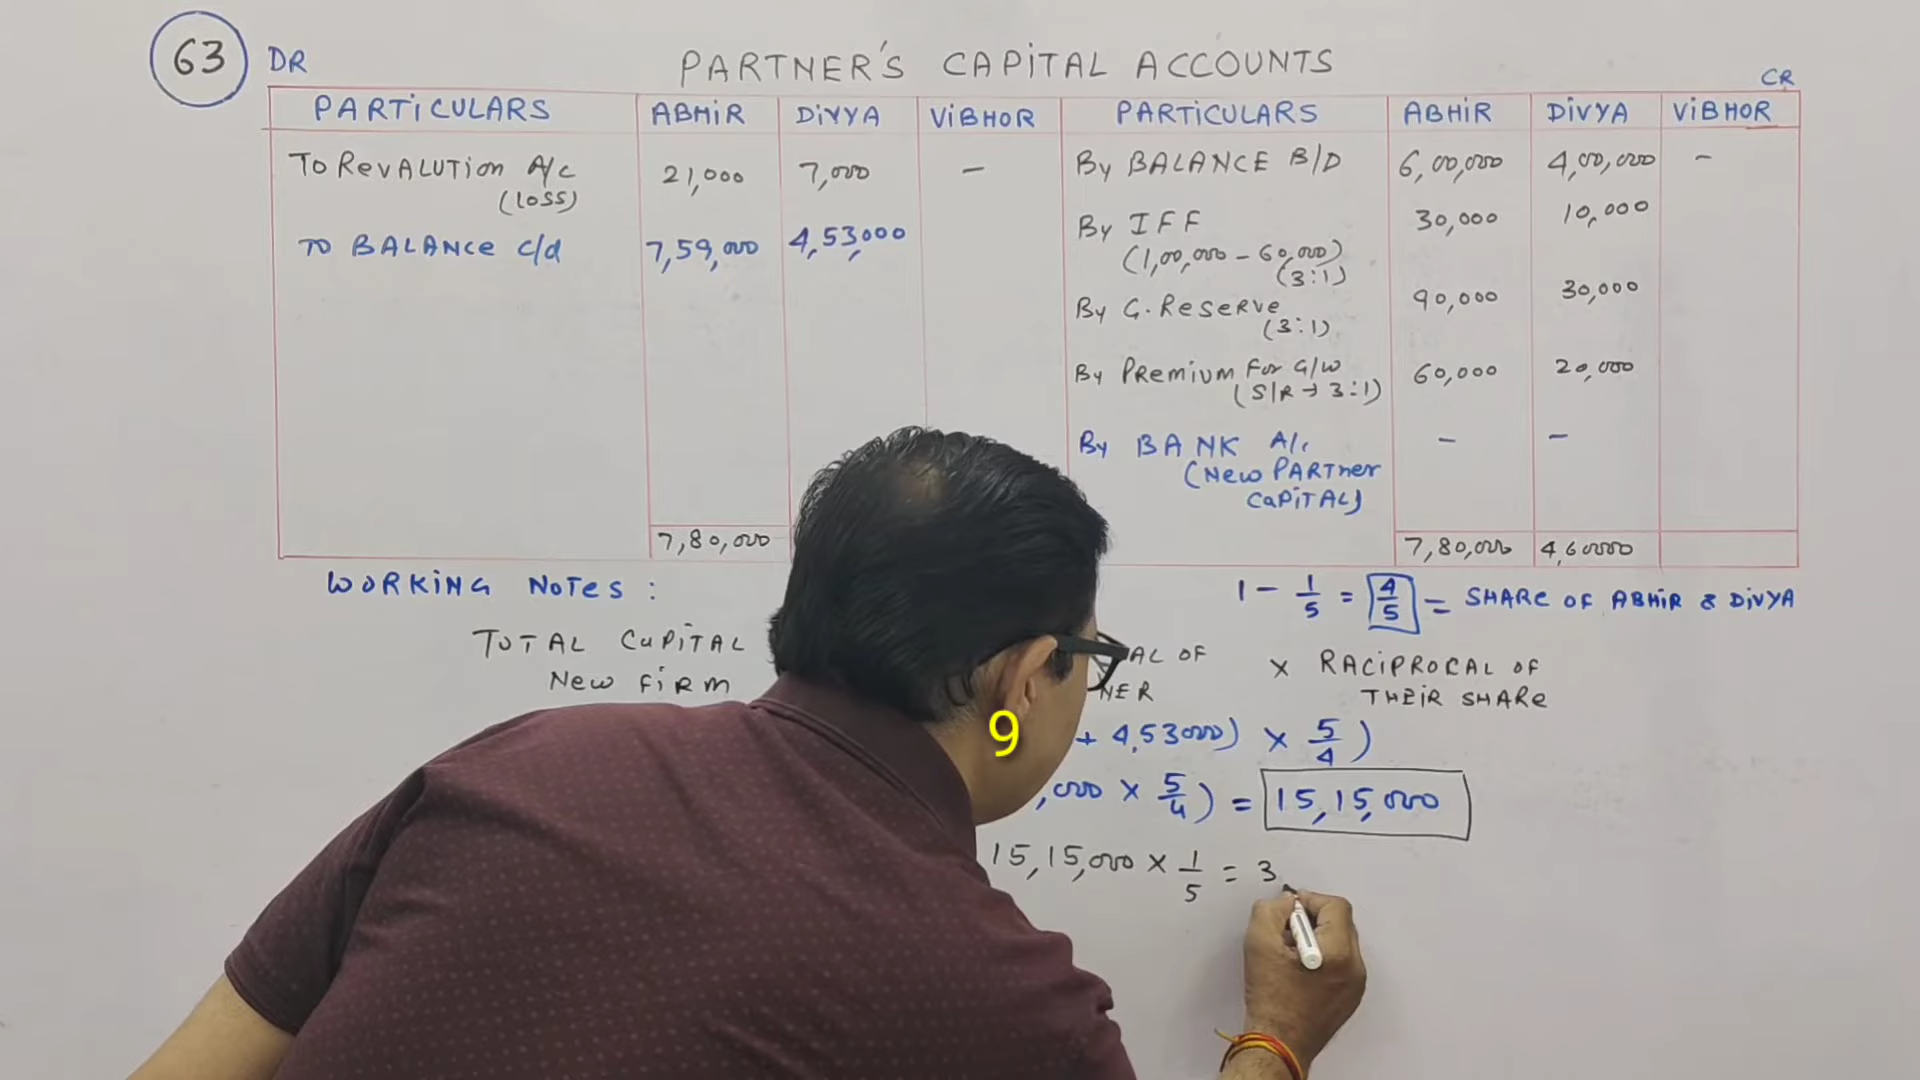 63 DR PARTNER'S CAPITAL ACCOUNTS CR
PARTICULARS ABHIR DIVYA VIBHOR PARTICULARS ABHIR DIVYA VIBHOR
TO REVALUTION A/C 21,000 7,000 — By BALANCE B/D 6,00,000 4,00,000 —
(LOSS)
TO BALANCE c/d 7,59,000 4,53,000 By IFF 30,000 10,000
(1,00,000 - 60,000)
(3:1)
By G. Reserve 90,000 30,000
(3:1)
By PREMIUM For G/W 60,000 20,000
(S/R → 3:1)
By BANK A/c — —
(New PARTner
CAPITAL)
7,80,000 7,80,000 4,60000
WORKING NOTES : 1 - 1/5 = 4/5 = SHARE OF ABHIR & DIVYA
TOTAL CAPITAL OF × RACIPROCAL OF
New FIRM THEIR SHARE
+ 4,53000) × 5/4)
,000 × 5/4) = 15,15,000
15,15,000 × 1/5 = 3
9